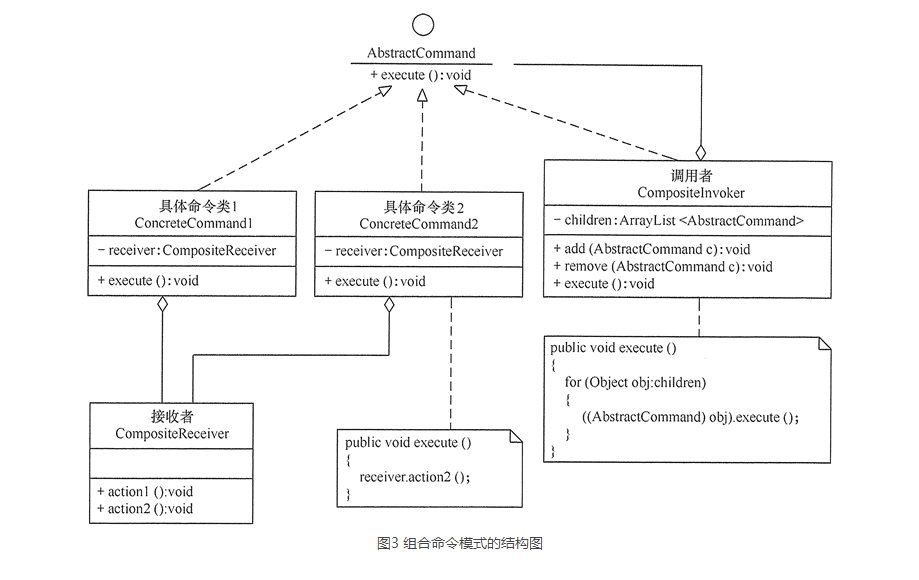 AbstractCommand
+ execute ():void
具体命令类1
ConcreteCommand1
- receiver:CompositeReceiver
+ execute ():void
具体命令类2
ConcreteCommand2
- receiver:CompositeReceiver
+ execute ():void
调用者
CompositeInvoker
- children:ArrayList <AbstractCommand>
+ add (AbstractCommand c):void
+ remove (AbstractCommand c):void
+ execute ():void
接收者
CompositeReceiver
+ action1 ():void
+ action2 ():void
public void execute ()
{
receiver.action2 ();
}
public void execute ()
{
for (Object obj:children)
{
((AbstractCommand) obj).execute ();
}
}
图3 组合命令模式的结构图